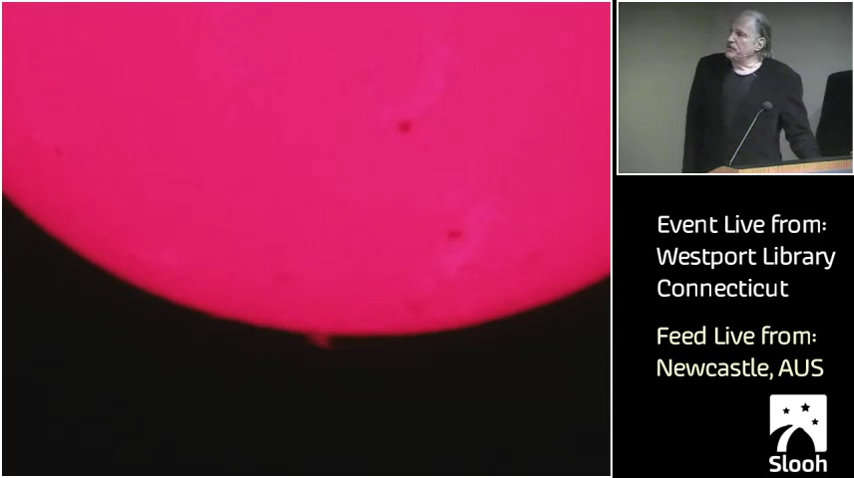 Event Live from:
Westport Library
Connecticut
Feed Live from:
Newcastle, AUS
Slooh